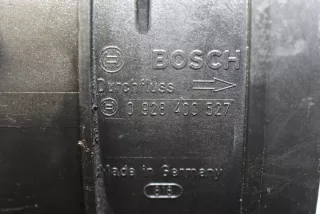 BOSCH
Durchfluss
0 928 400 527
Made in Germany